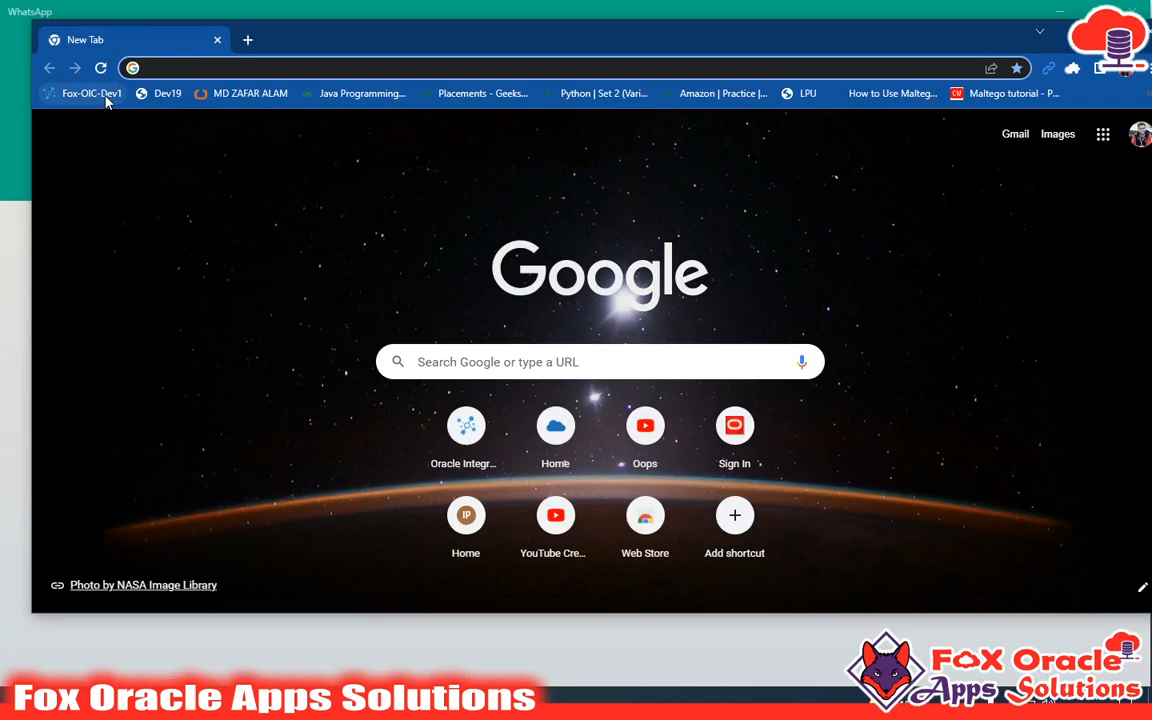 WhatsApp
New Tab
Fox-OIC-Dev1 Dev19 MD ZAFAR ALAM Java Programming... Placements - Geeks... Python | Set 2 (Vari... Amazon | Practice |... LPU How to Use Malteg... CW Maltego tutorial - P...
Gmail Images
Google
Search Google or type a URL
Oracle Integr... Home Oops Sign In
IP
Home YouTube Cre... Web Store Add shortcut
Photo by NASA Image Library
Fox Oracle Apps Solutions
FOX Oracle
Apps Solutions